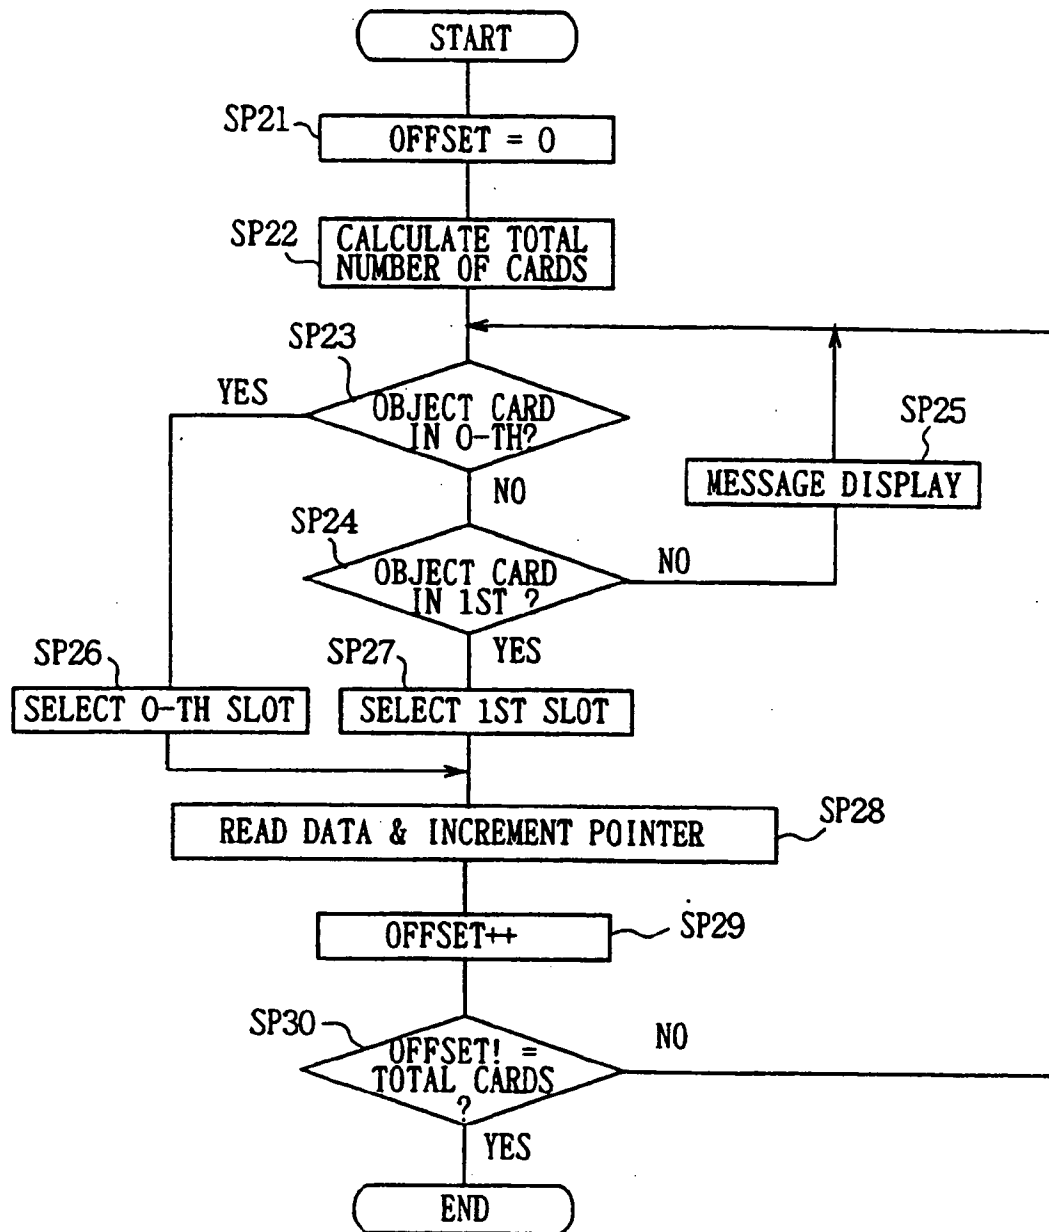 START
SP21
OFFSET = 0
SP22
CALCULATE TOTAL
NUMBER OF CARDS
SP23
YES
OBJECT CARD
IN 0-TH?
NO
SP25
MESSAGE DISPLAY
SP24
OBJECT CARD
IN 1ST ?
NO
YES
SP26
SELECT 0-TH SLOT
SP27
SELECT 1ST SLOT
READ DATA & INCREMENT POINTER
SP28
OFFSET++
SP29
SP30
OFFSET! =
TOTAL CARDS
?
NO
YES
END